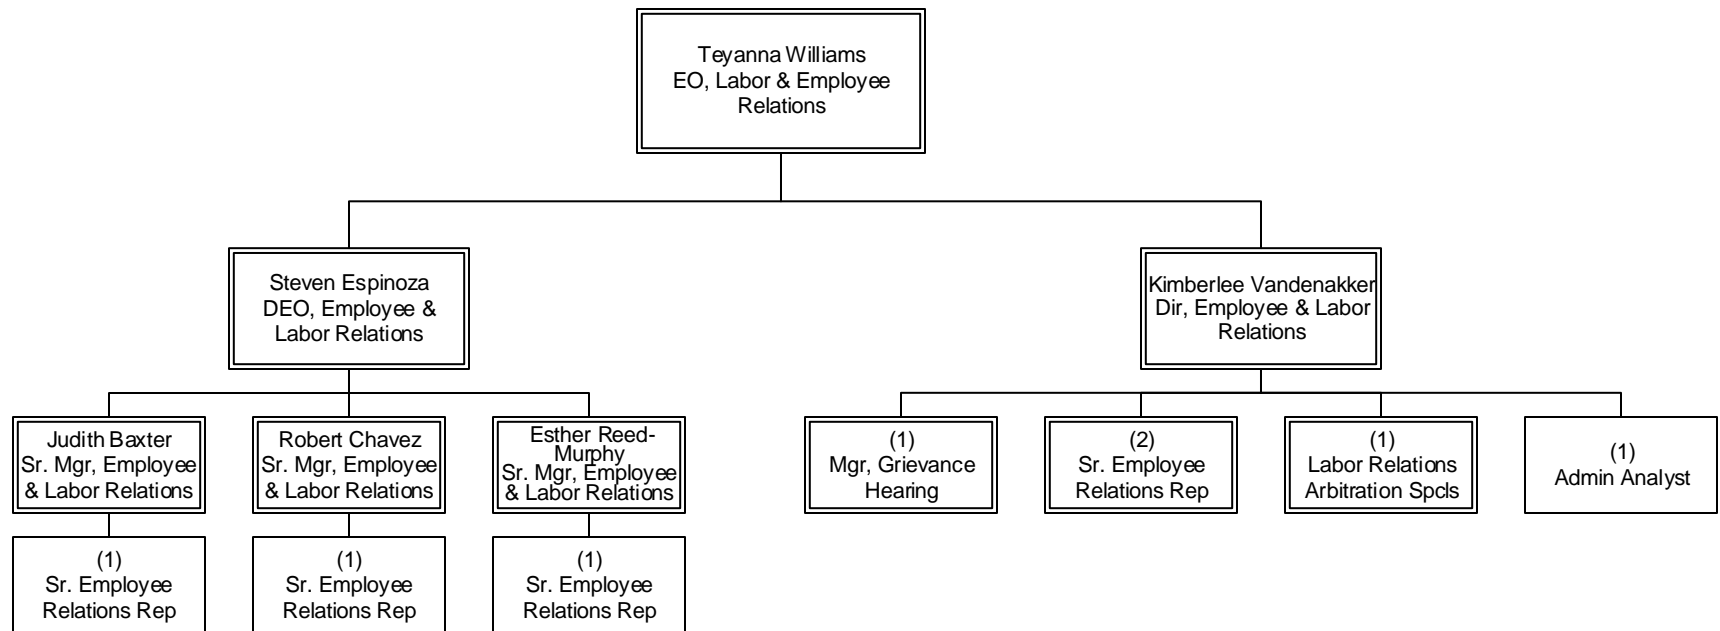 Teyanna Williams
EO, Labor & Employee
Relations
Steven Espinoza
DEO, Employee &
Labor Relations
Kimberlee Vandenakker
Dir, Employee & Labor
Relations
Judith Baxter
Sr. Mgr, Employee
& Labor Relations
Robert Chavez
Sr. Mgr, Employee
& Labor Relations
Esther Reed-
Murphy
Sr. Mgr, Employee
& Labor Relations
(1)
Mgr, Grievance
Hearing
(2)
Sr. Employee
Relations Rep
(1)
Labor Relations
Arbitration Spcls
(1)
Admin Analyst
(1)
Sr. Employee
Relations Rep
(1)
Sr. Employee
Relations Rep
(1)
Sr. Employee
Relations Rep